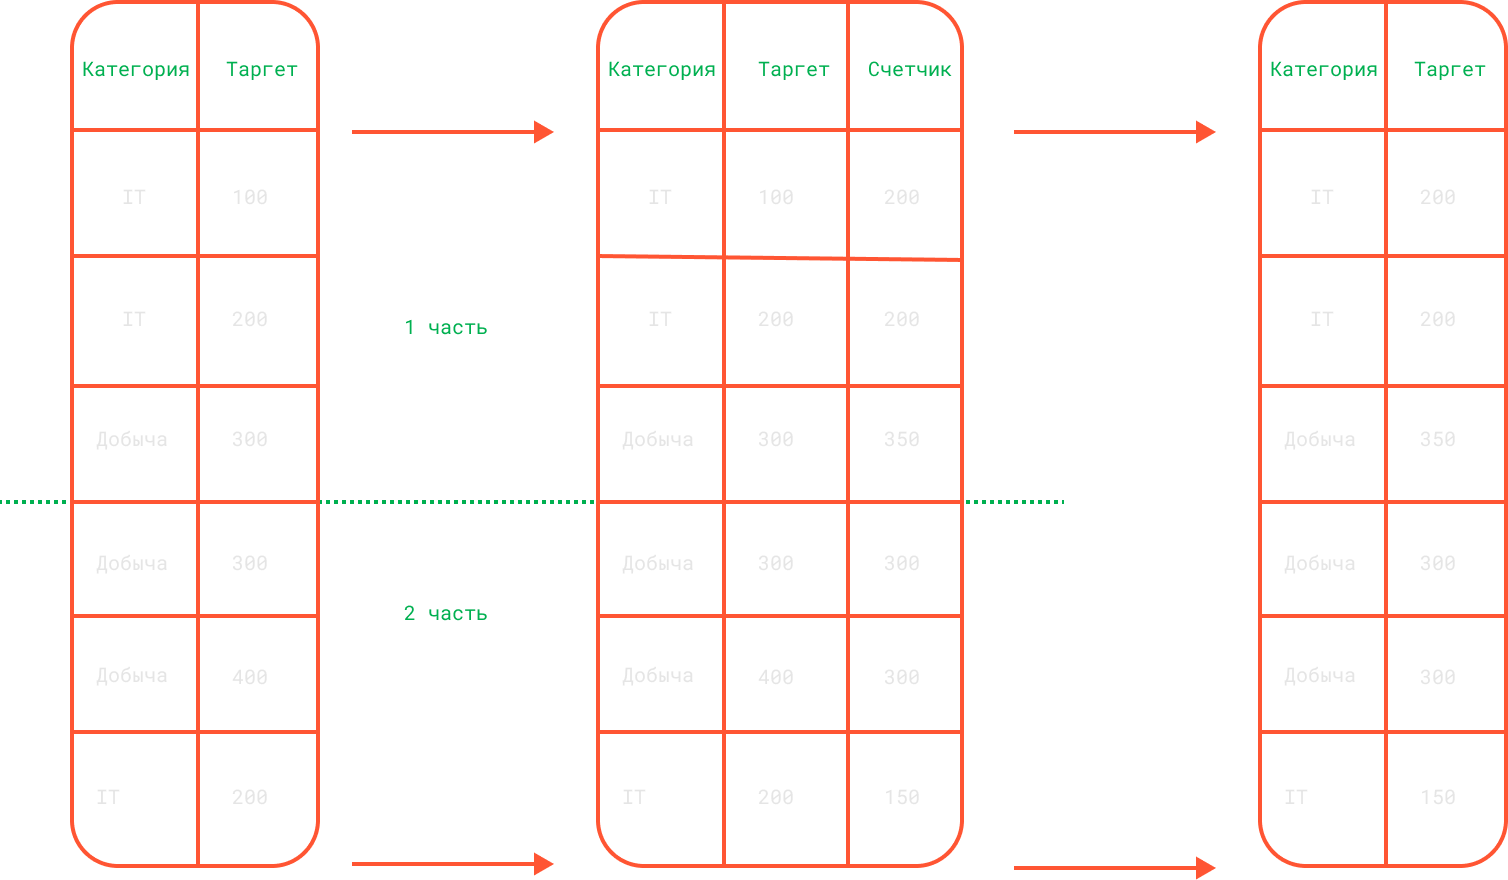 Категория Таргет
IT 100
IT 200
Добыча 300
Добыча 300
Добыча 400
IT 200
1 часть
2 часть
Категория Таргет Счетчик
IT 100 200
IT 200 200
Добыча 300 350
Добыча 300 300
Добыча 400 300
IT 200 150
Категория Таргет
IT 200
IT 200
Добыча 350
Добыча 300
Добыча 300
IT 150